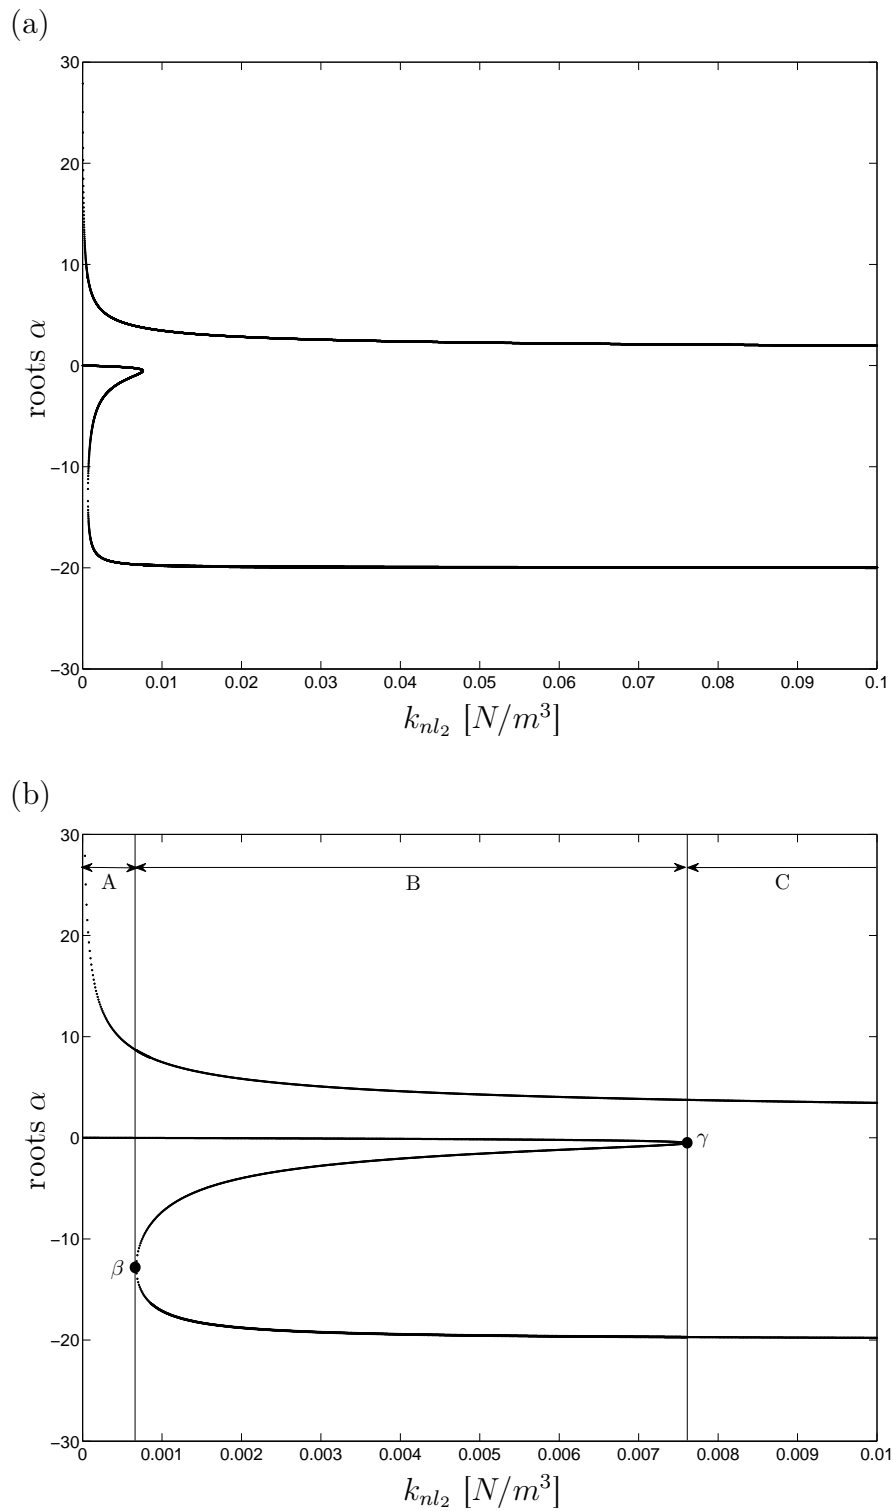 (a)
30
20
10
0
−10
−20
−30
roots α
0 0.01 0.02 0.03 0.04 0.05 0.06 0.07 0.08 0.09 0.1
k_{nl_2} [N/m^3]
(b)
30
20
10
0
−10
−20
−30
roots α
A B C
γ
β
0 0.001 0.002 0.003 0.004 0.005 0.006 0.007 0.008 0.009 0.01
k_{nl_2} [N/m^3]